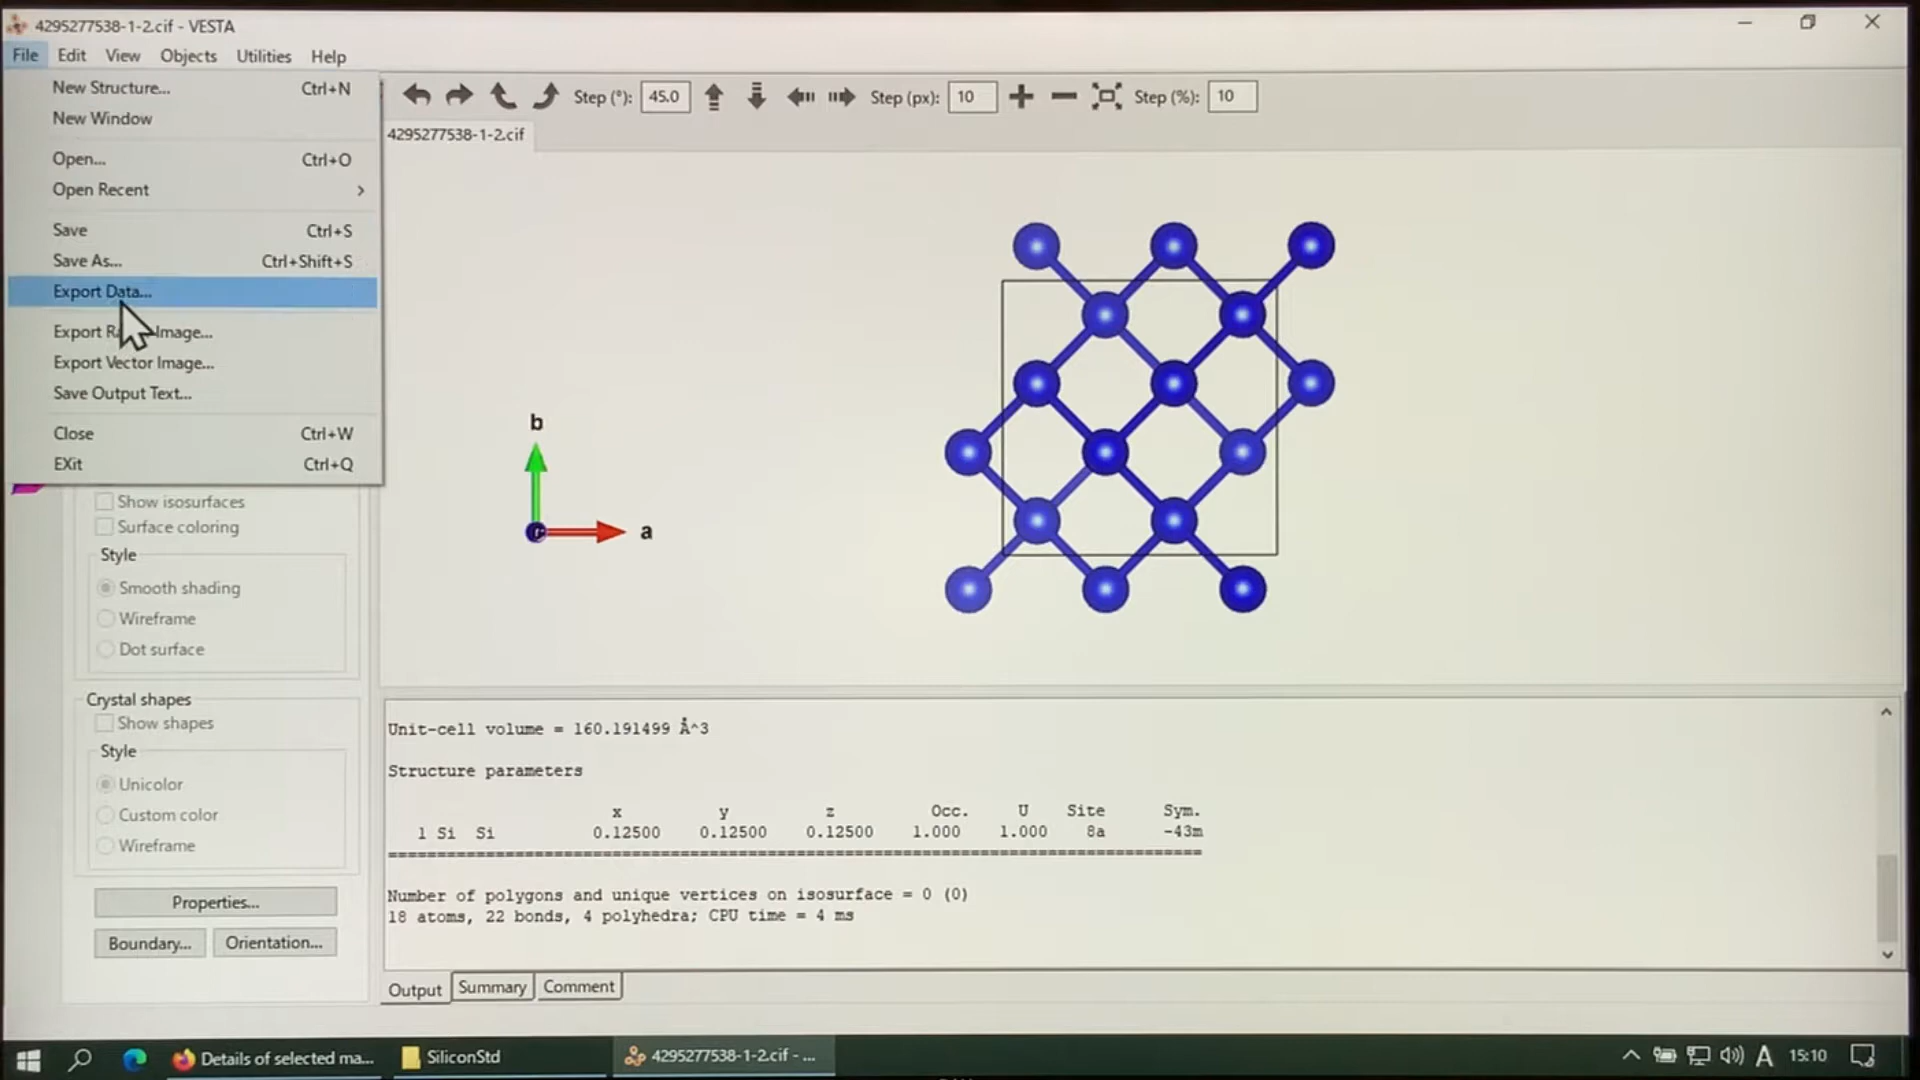 4295277538-1-2.cif - VESTA
File Edit View Objects Utilities Help
New Structure... Ctrl+N
New Window
Open... Ctrl+O
Open Recent
Save Ctrl+S
Save As... Ctrl+Shift+S
Export Data...
Export Image...
Export Vector Image...
Save Output Text...
Close Ctrl+W
EXit Ctrl+Q
Step (°): 45.0 Step (px): 10 Step (%): 10
4295277538-1-2.cif
b
a
Show isosurfaces
Surface coloring
Style
Smooth shading
Wireframe
Dot surface
Crystal shapes
Show shapes
Style
Unicolor
Custom color
Wireframe
Properties...
Boundary... Orientation...
Unit-cell volume = 160.191499 Å^3
Structure parameters
x y z Occ. U Site Sym.
1 Si Si 0.12500 0.12500 0.12500 1.000 1.000 8a -43m
Number of polygons and unique vertices on isosurface = 0 (0)
18 atoms, 22 bonds, 4 polyhedra; CPU time = 4 ms
Output Summary Comment
Details of selected ma... SiliconStd 4295277538-1-2.cif - ... A 15:10